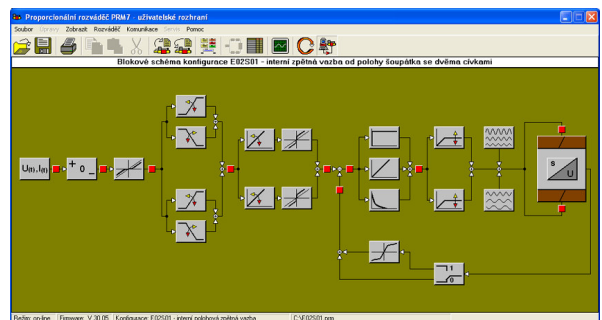 Proporcionální rozváděč PRM7 - uživatelské rozhraní
Soubor Úpravy Zobrazit Rozváděč Komunikace Servis Pomoc
Blokové schéma konfigurace E02S01 - interní zpětná vazba od polohy šoupátka se dvěma cívkami
U(t),I(t)
+ 0 -
S
U
1
0
Režim: on-line Firmware: V 30.05 Konfigurace: E02S01 - interní polohová zpětná vazba C:\E02S01.prm